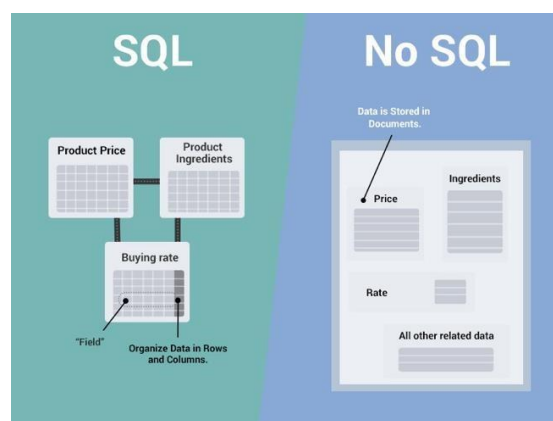 SQL
Product Price
Product
Ingredients
Buying rate
"Field"
Organize Data in Rows
and Columns.
No SQL
Data is Stored in
Documents.
Price
Ingredients
Rate
All other related data